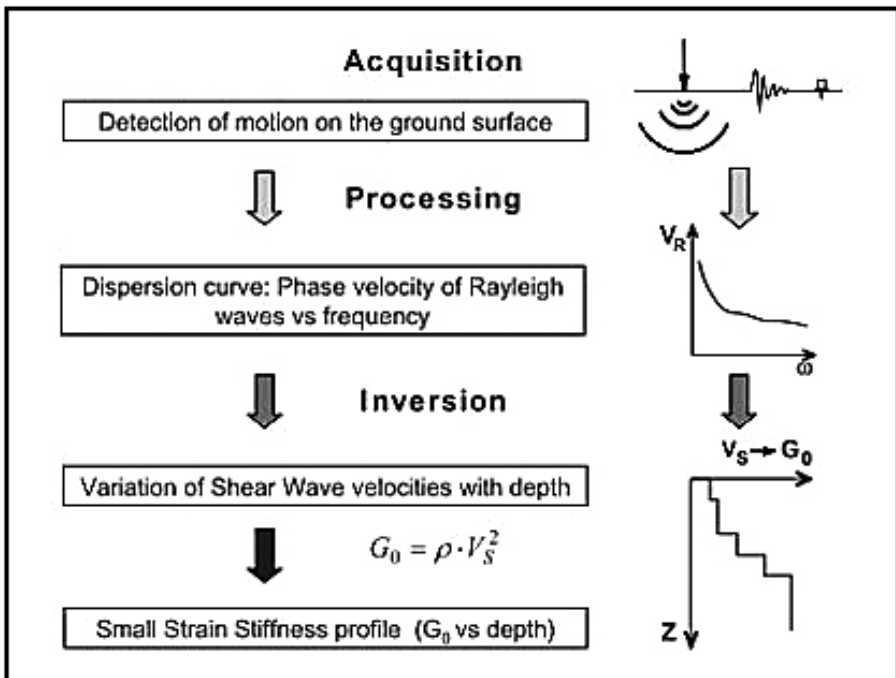 Acquisition
Detection of motion on the ground surface
Processing
V_R
Dispersion curve: Phase velocity of Rayleigh
waves vs frequency
ω
Inversion
V_S → G_0
Variation of Shear Wave velocities with depth
G_0 = ρ · V_S^2
Small Strain Stiffness profile (G_0 vs depth)
Z